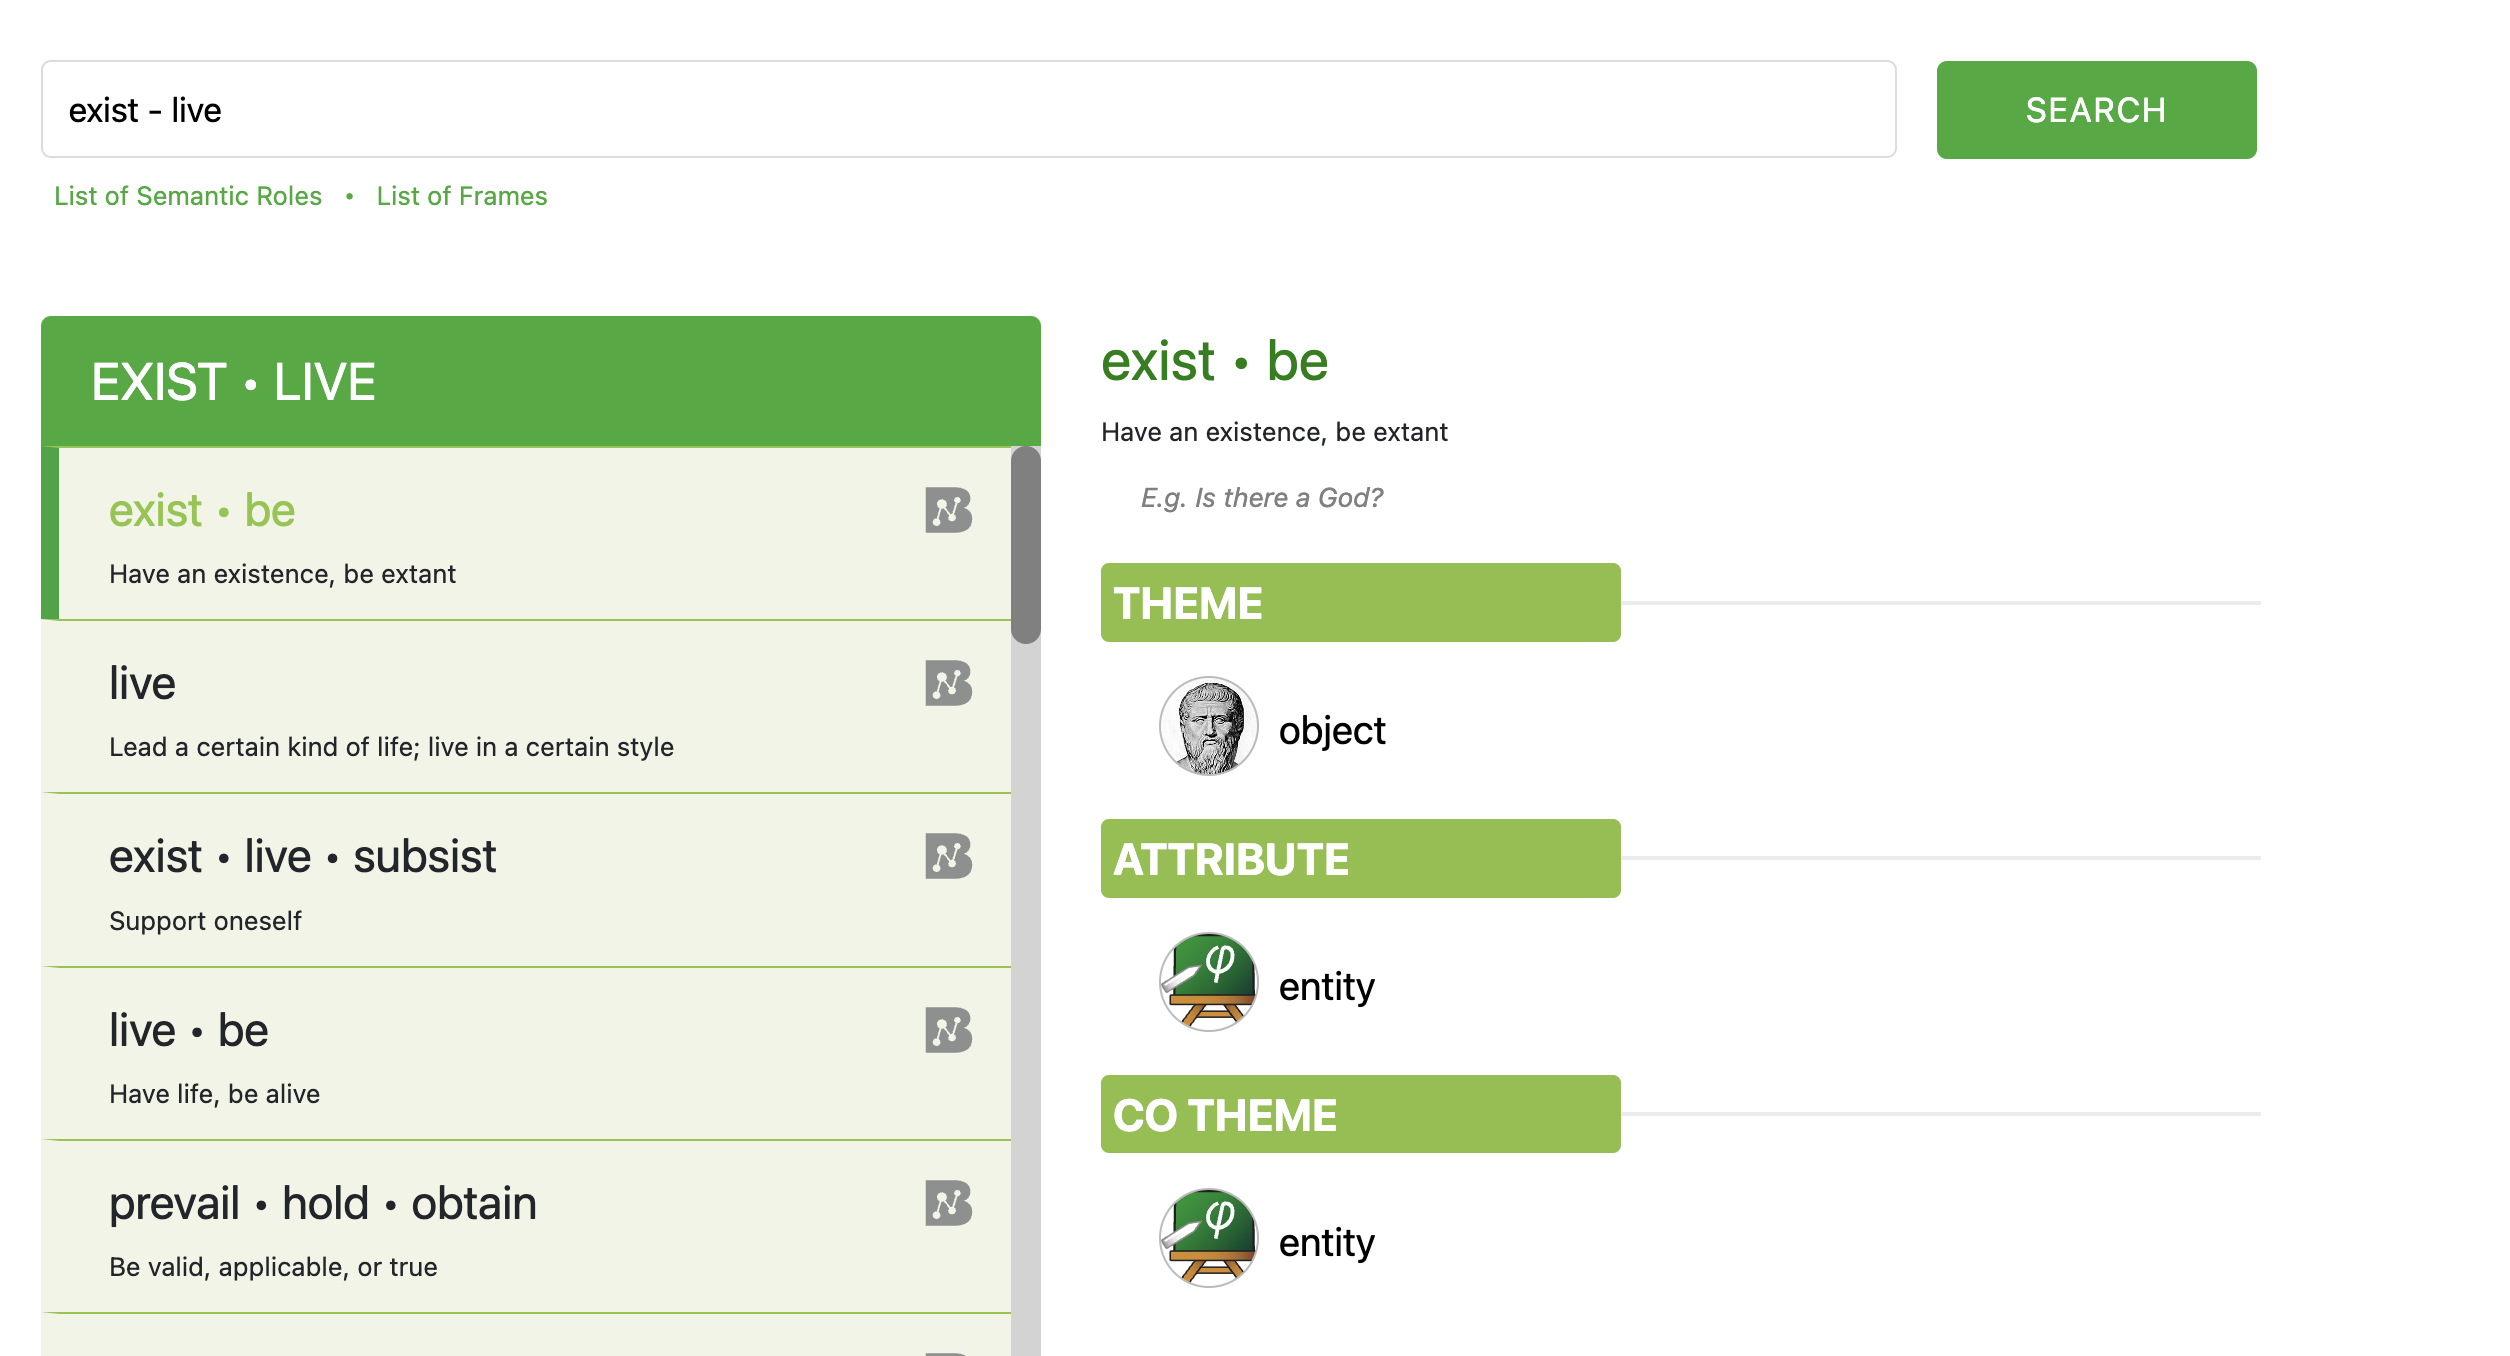 exist - live
SEARCH
List of Semantic Roles • List of Frames
EXIST • LIVE
exist • be
Have an existence, be extant
live
Lead a certain kind of life; live in a certain style
exist • live • subsist
Support oneself
live • be
Have life, be alive
prevail • hold • obtain
Be valid, applicable, or true
exist • be
Have an existence, be extant
E.g. Is there a God?
THEME
object
ATTRIBUTE
φ
entity
CO THEME
φ
entity